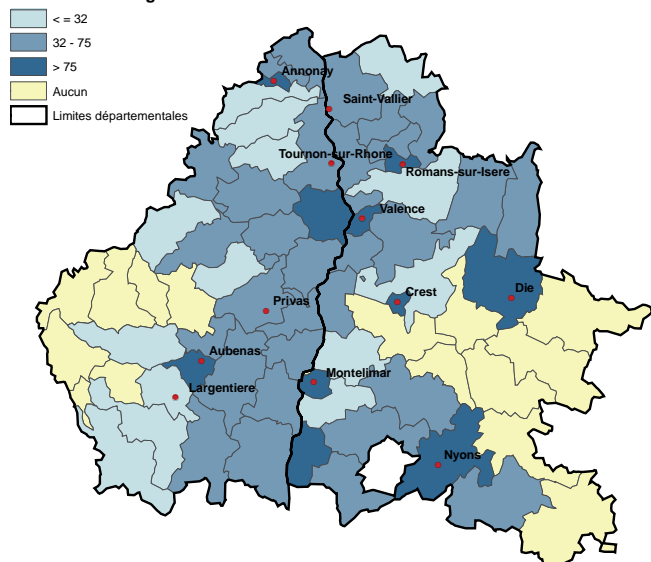 < = 32
32 - 75
> 75
Aucun
Limites départementales
Annonay
Saint-Vallier
Tournon-sur-Rhone
Romans-sur-Isere
Valence
Die
Crest
Privas
Aubenas
Montelimar
Largentiere
Nyons